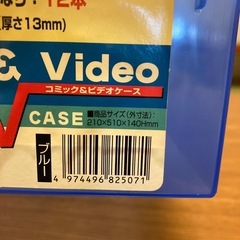 12本
厚さ13mm)
& Video
コミック&ビデオケース
CASE
■商品サイズ(外寸法):
210×510×140Hmm
ブルー
4 974496 825071